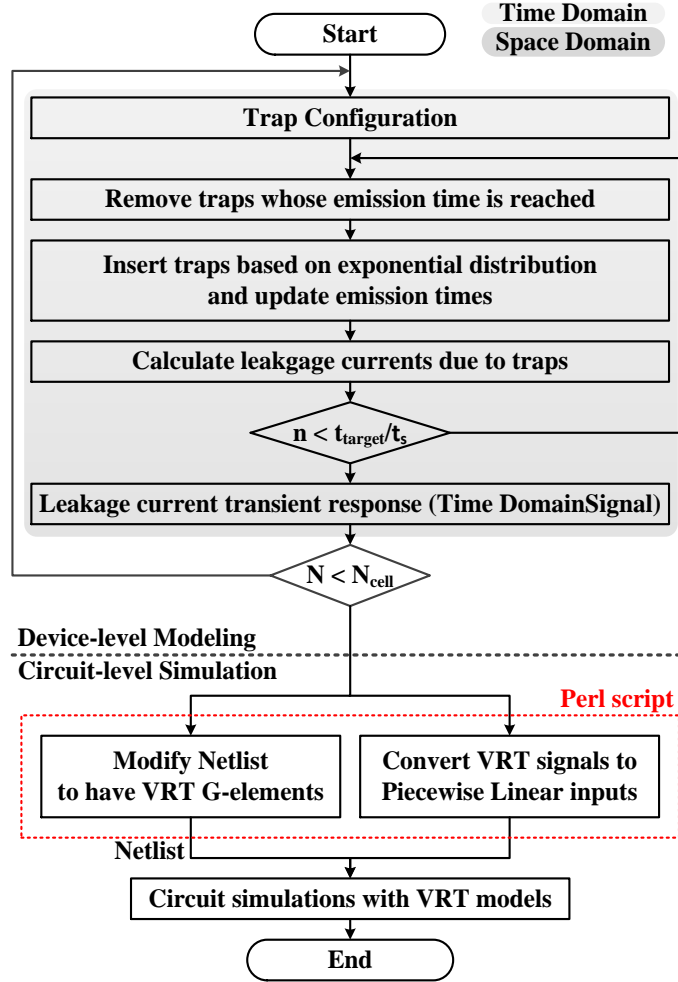 Time Domain
Space Domain
Start
Trap Configuration
Remove traps whose emission time is reached
Insert traps based on exponential distribution
and update emission times
Calculate leakgage currents due to traps
n < t_target/t_s
Leakage current transient response (Time DomainSignal)
N < N_cell
Device-level Modeling
Circuit-level Simulation
Perl script
Modify Netlist
to have VRT G-elements
Convert VRT signals to
Piecewise Linear inputs
Netlist
Circuit simulations with VRT models
End